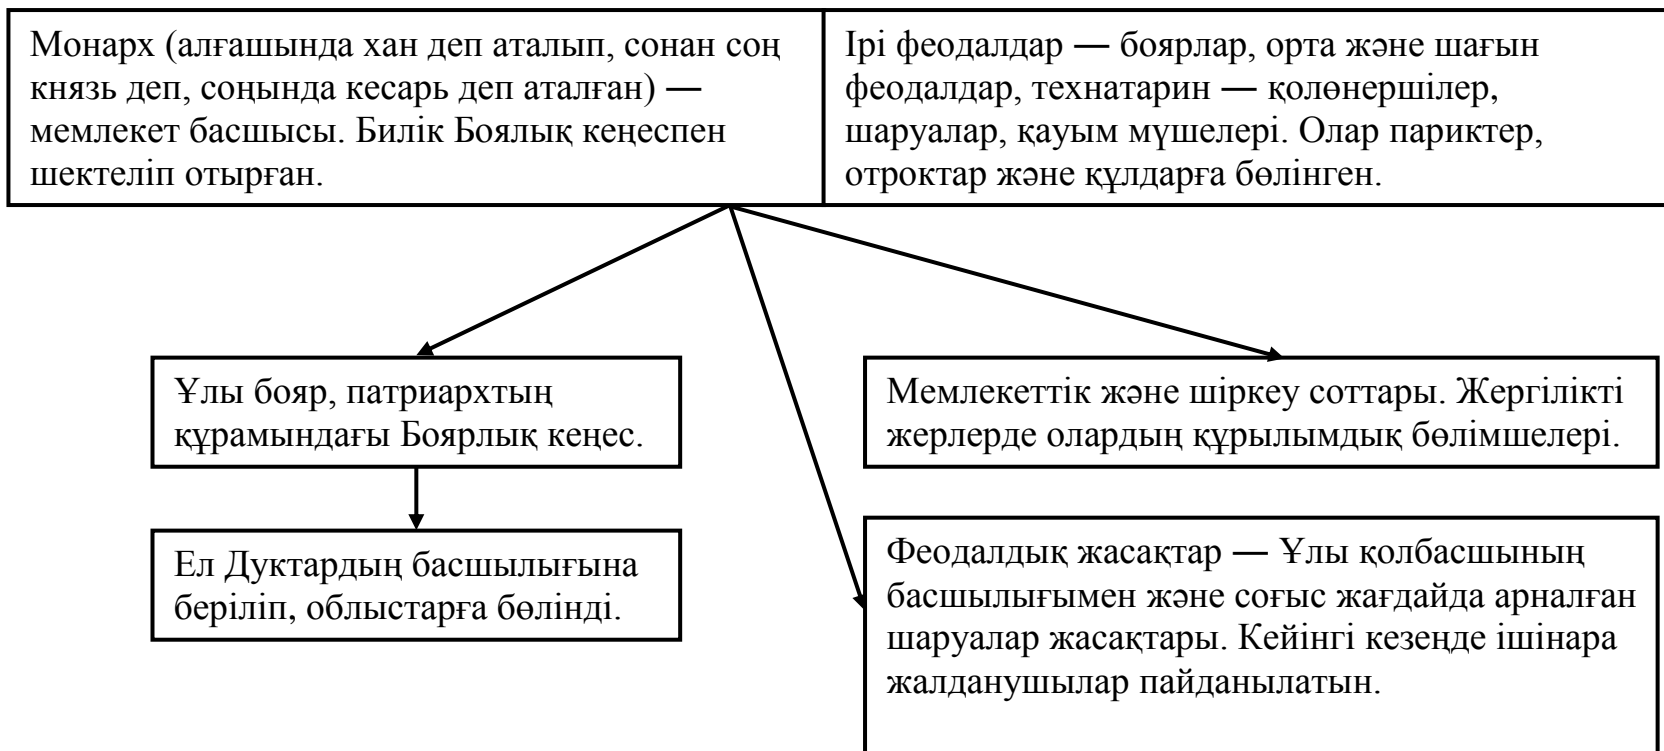 Монарх (алғашында хан деп аталып, сонан соң
князь деп, соңында кесарь деп аталған) —
мемлекет басшысы. Билік Боялық кеңеспен
шектеліп отырған.
Ірі феодалдар — боярлар, орта және шағын
феодалдар, технатарин — қолөнершілер,
шаруалар, қауым мүшелері. Олар париктер,
отроктар және құлдарға бөлінген.
Ұлы бояр, патриархтың
құрамындағы Боярлық кеңес.
Мемлекеттік және шіркеу соттары. Жергілікті
жерлерде олардың құрылымдық бөлімшелері.
Ел Дуктардың басшылығына
беріліп, облыстарға бөлінді.
Феодалдық жасақтар — Ұлы қолбасшының
басшылығымен және соғыс жағдайда арналған
шаруалар жасақтары. Кейінгі кезеңде ішінара
жалданушылар пайданылатын.